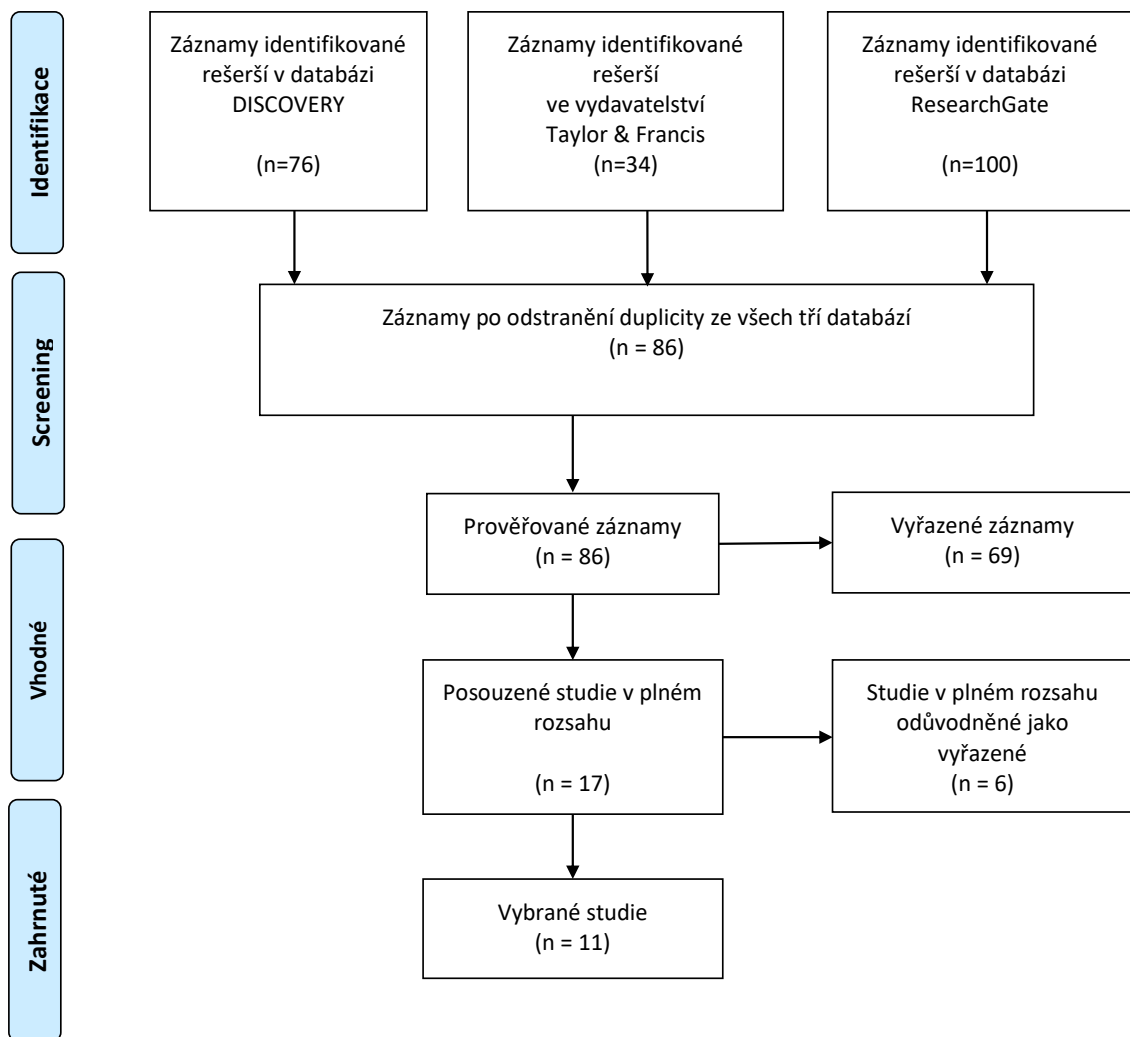 Identifikace
Záznamy identifikované
rešerší v databázi
DISCOVERY
(n=76)
Záznamy identifikované
rešerší
ve vydavatelství
Taylor & Francis
(n=34)
Záznamy identifikované
rešerší v databázi
ResearchGate
(n=100)
Screening
Záznamy po odstranění duplicity ze všech tří databází
(n = 86)
Prověřované záznamy
(n = 86)
Vyřazené záznamy
(n = 69)
Vhodné
Posouzené studie v plném
rozsahu
(n = 17)
Studie v plném rozsahu
odůvodněné jako
vyřazené
(n = 6)
Zahrnuté
Vybrané studie
(n = 11)